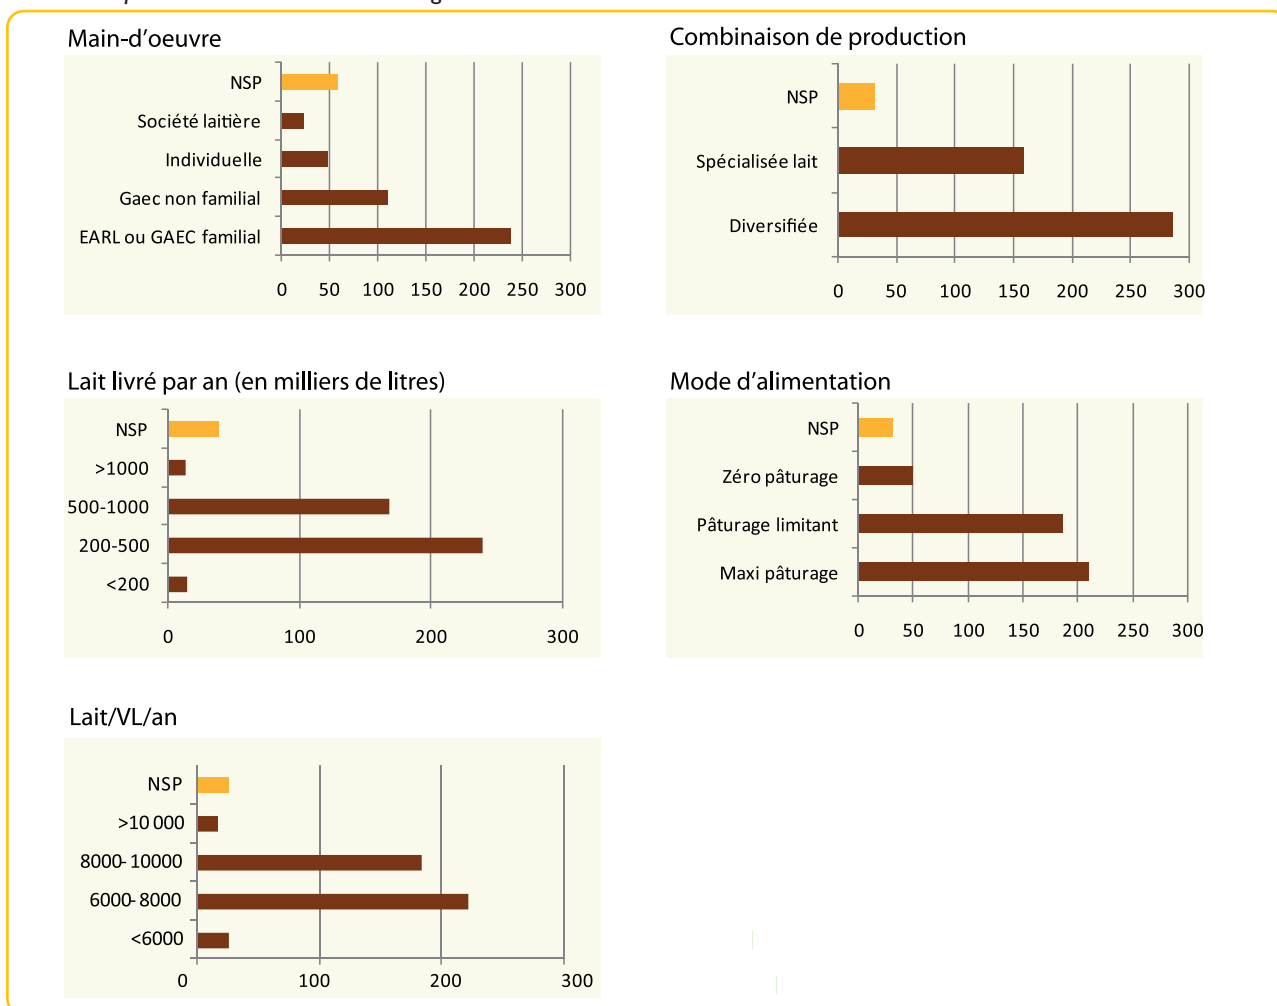 Main-d'oeuvre
NSP
Société laitière
Individuelle
Gaec non familial
EARL ou GAEC familial
0 50 100 150 200 250 300
Combinaison de production
NSP
Spécialisée lait
Diversifiée
0 50 100 150 200 250 300
Lait livré par an (en milliers de litres)
NSP
>1000
500-1000
200-500
<200
0 100 200 300
Mode d'alimentation
NSP
Zéro pâturage
Pâturage limitant
Maxi pâturage
0 50 100 150 200 250 300
Lait/VL/an
NSP
>10 000
8000- 10000
6000- 8000
<6000
0 100 200 300